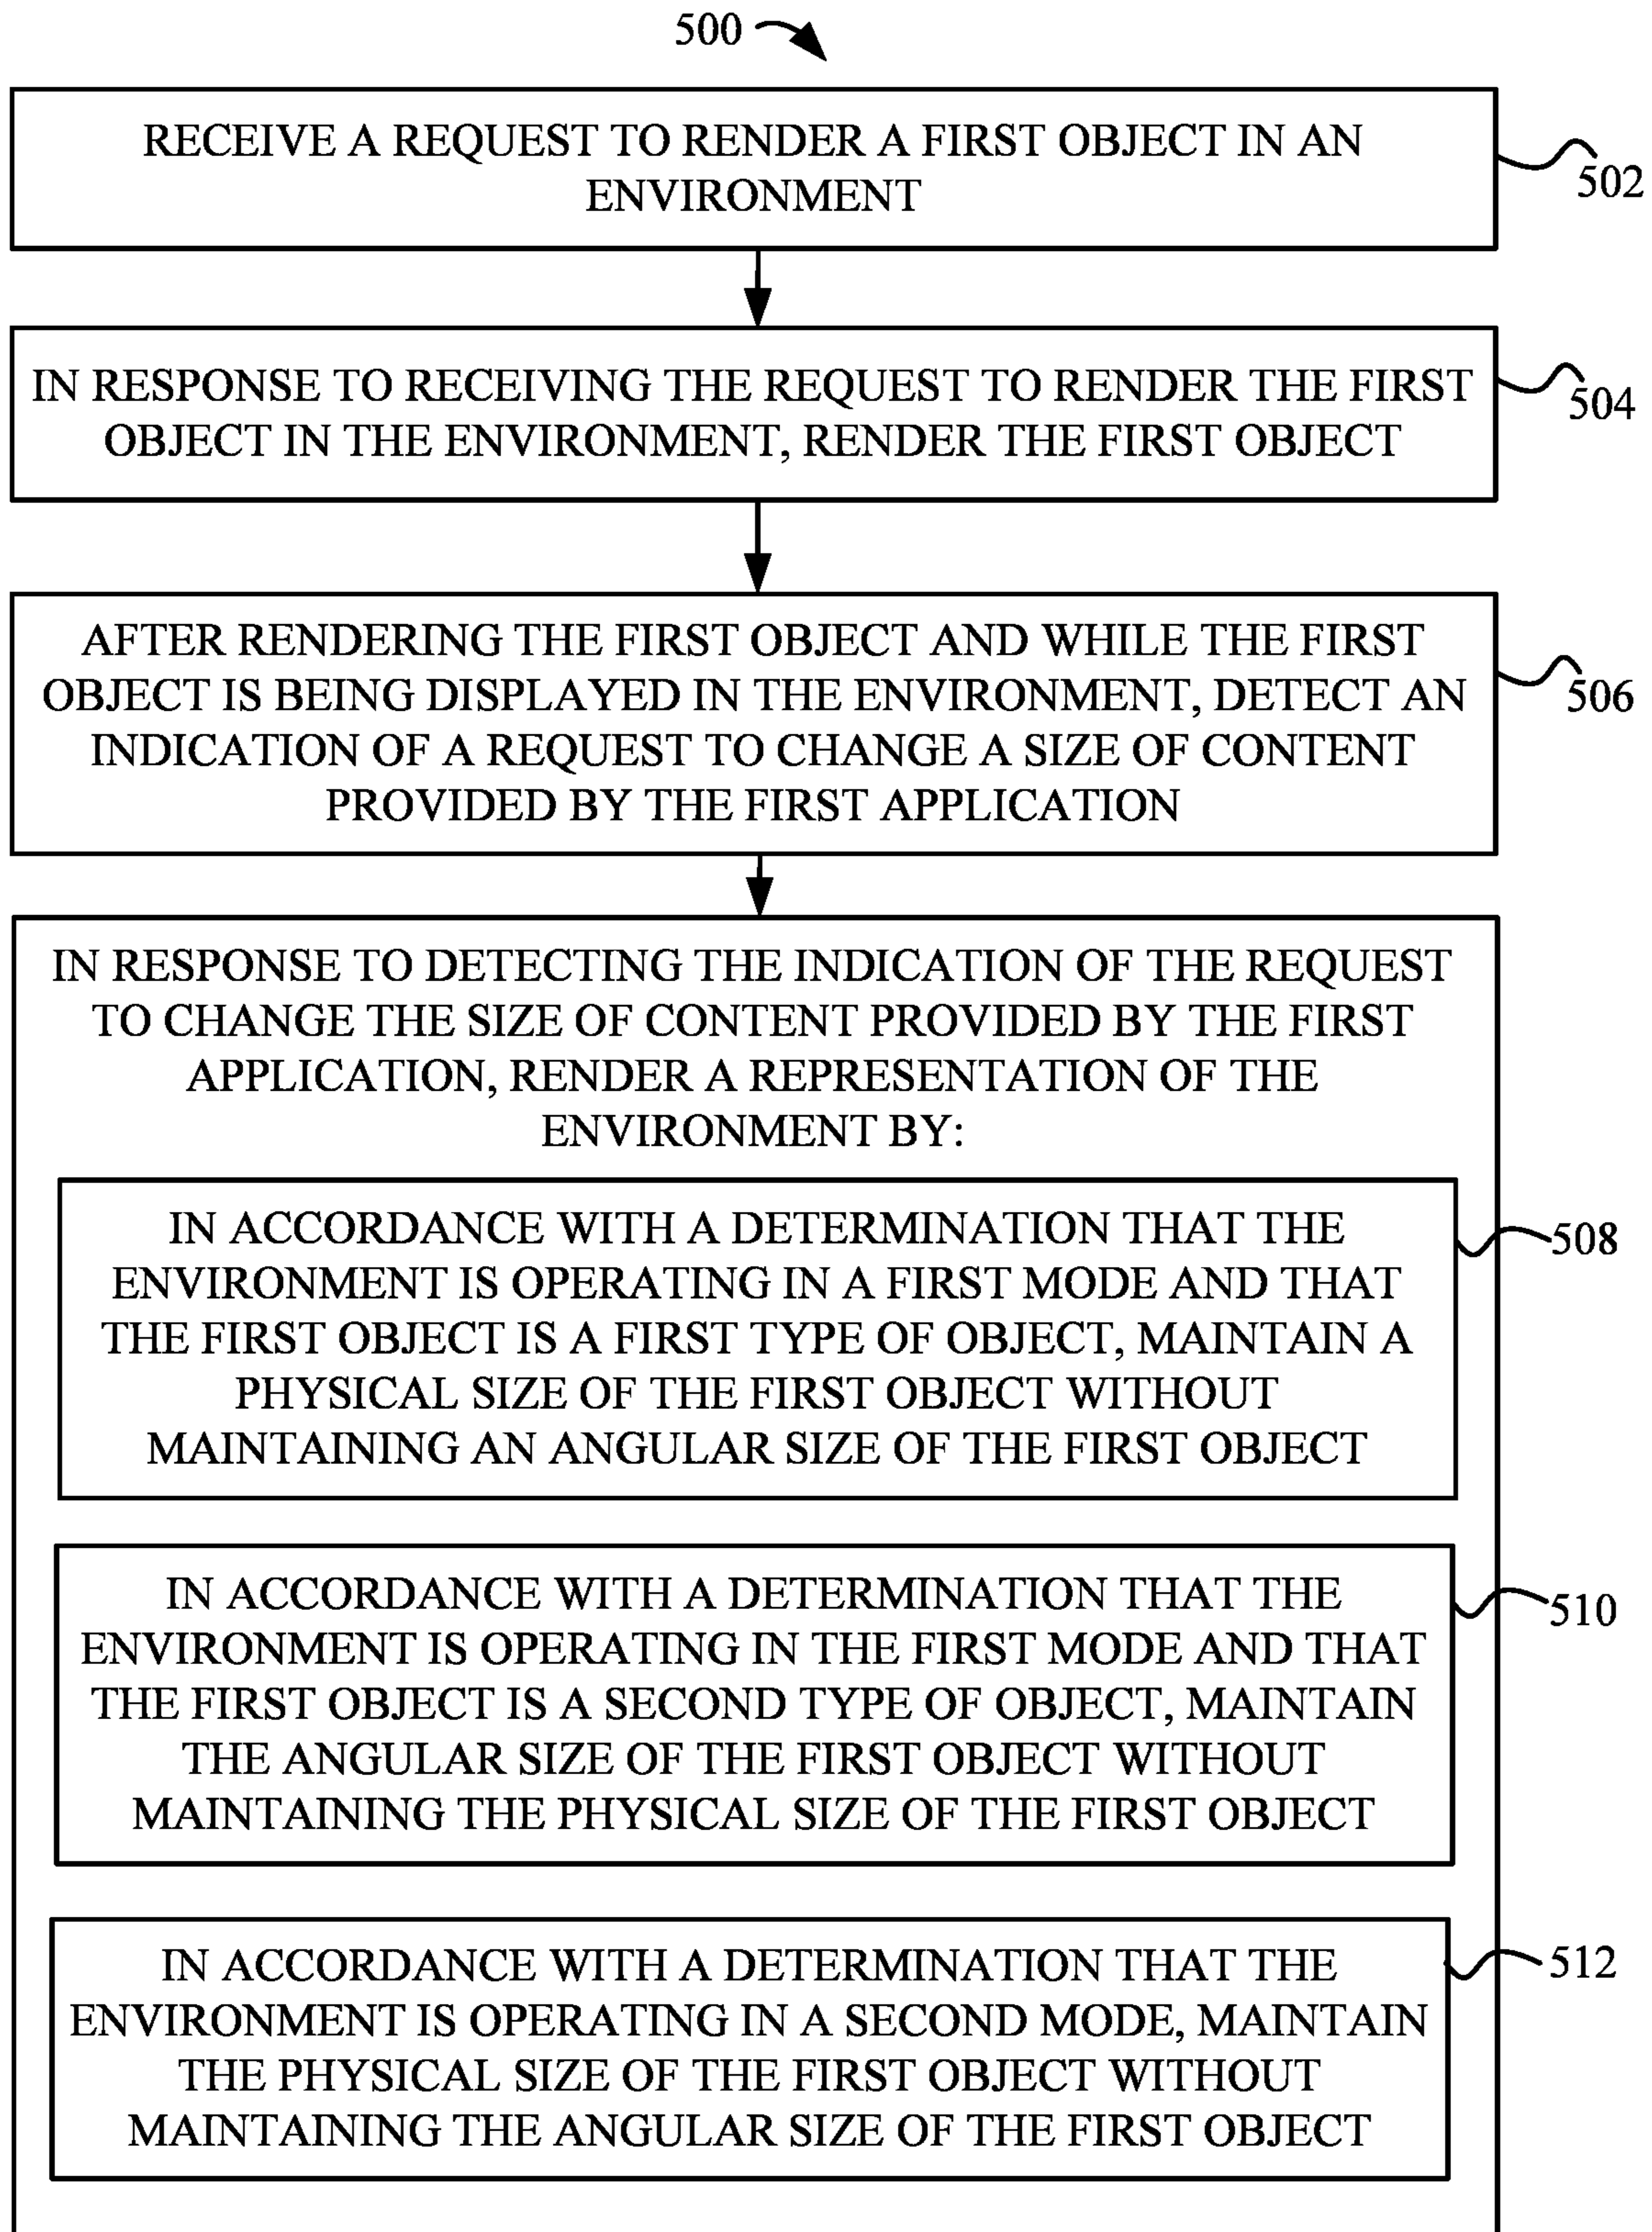 500
RECEIVE A REQUEST TO RENDER A FIRST OBJECT IN AN
ENVIRONMENT
502
IN RESPONSE TO RECEIVING THE REQUEST TO RENDER THE FIRST
OBJECT IN THE ENVIRONMENT, RENDER THE FIRST OBJECT
504
AFTER RENDERING THE FIRST OBJECT AND WHILE THE FIRST
OBJECT IS BEING DISPLAYED IN THE ENVIRONMENT, DETECT AN
INDICATION OF A REQUEST TO CHANGE A SIZE OF CONTENT
PROVIDED BY THE FIRST APPLICATION
506
IN RESPONSE TO DETECTING THE INDICATION OF THE REQUEST
TO CHANGE THE SIZE OF CONTENT PROVIDED BY THE FIRST
APPLICATION, RENDER A REPRESENTATION OF THE
ENVIRONMENT BY:
IN ACCORDANCE WITH A DETERMINATION THAT THE
ENVIRONMENT IS OPERATING IN A FIRST MODE AND THAT
THE FIRST OBJECT IS A FIRST TYPE OF OBJECT, MAINTAIN A
PHYSICAL SIZE OF THE FIRST OBJECT WITHOUT
MAINTAINING AN ANGULAR SIZE OF THE FIRST OBJECT
508
IN ACCORDANCE WITH A DETERMINATION THAT THE
ENVIRONMENT IS OPERATING IN THE FIRST MODE AND THAT
THE FIRST OBJECT IS A SECOND TYPE OF OBJECT, MAINTAIN
THE ANGULAR SIZE OF THE FIRST OBJECT WITHOUT
MAINTAINING THE PHYSICAL SIZE OF THE FIRST OBJECT
510
IN ACCORDANCE WITH A DETERMINATION THAT THE
ENVIRONMENT IS OPERATING IN A SECOND MODE, MAINTAIN
THE PHYSICAL SIZE OF THE FIRST OBJECT WITHOUT
MAINTAINING THE ANGULAR SIZE OF THE FIRST OBJECT
512